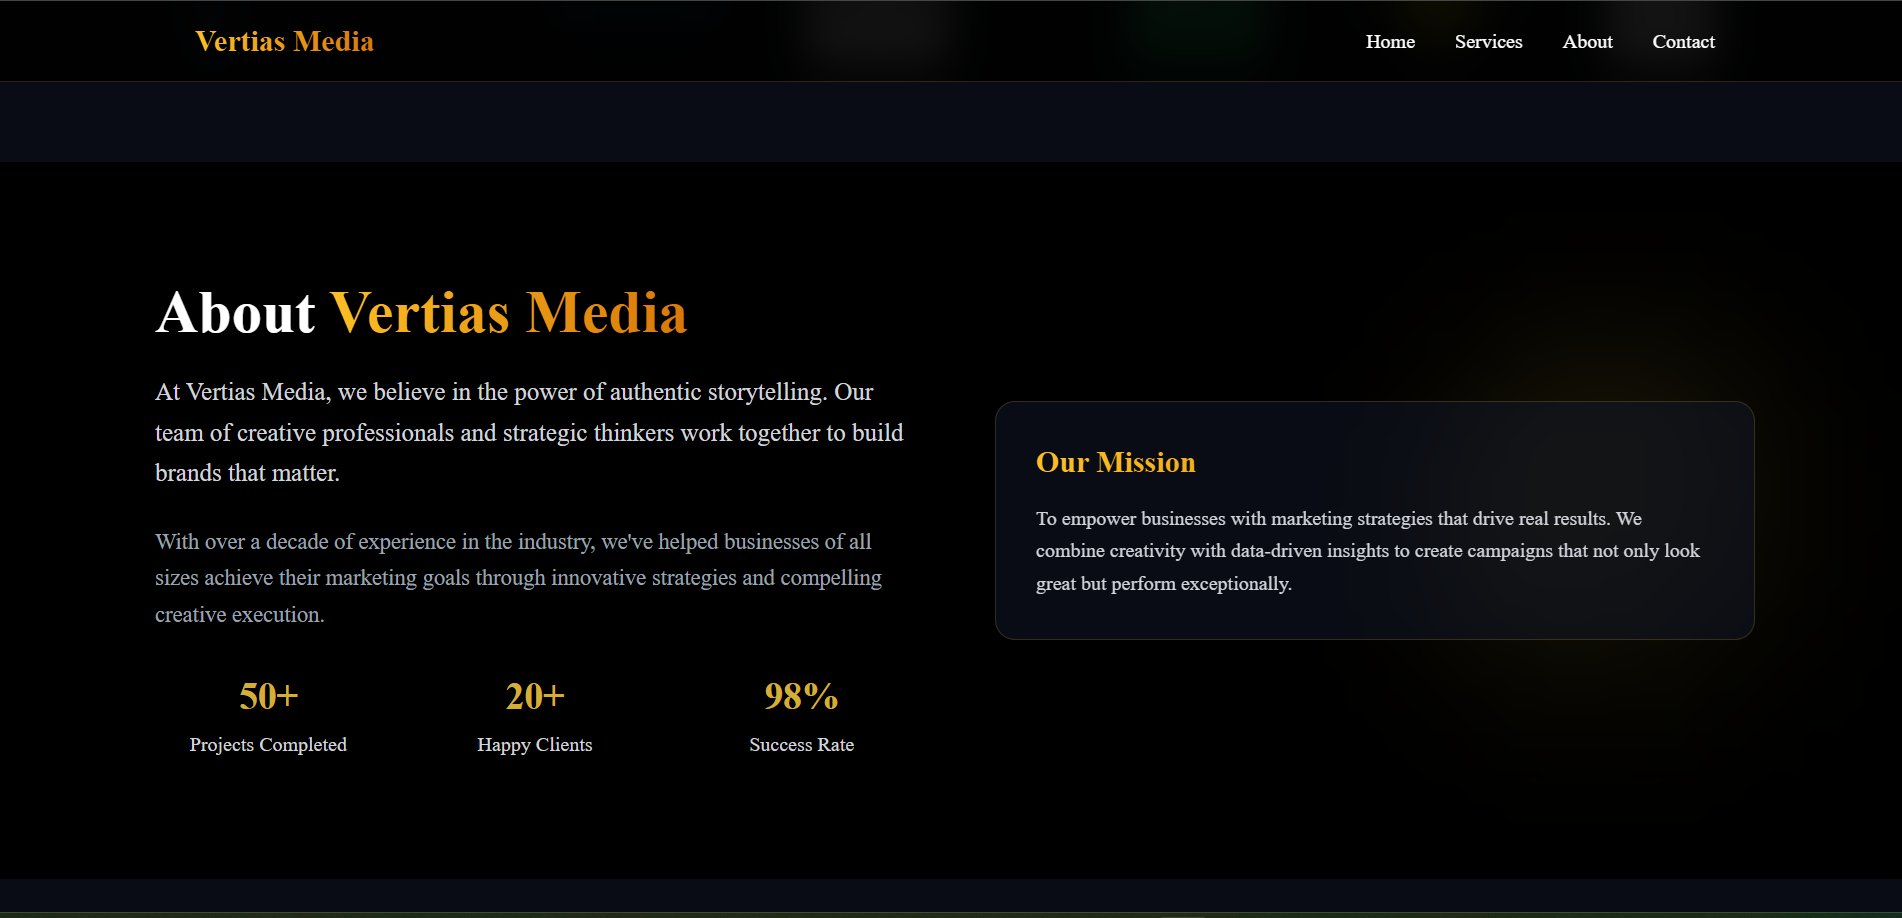 Vertias Media
Home Services About Contact
About Vertias Media
At Vertias Media, we believe in the power of authentic storytelling. Our
team of creative professionals and strategic thinkers work together to build
brands that matter.
With over a decade of experience in the industry, we've helped businesses of all
sizes achieve their marketing goals through innovative strategies and compelling
creative execution.
50+
Projects Completed
20+
Happy Clients
98%
Success Rate
Our Mission
To empower businesses with marketing strategies that drive real results. We
combine creativity with data-driven insights to create campaigns that not only look
great but perform exceptionally.